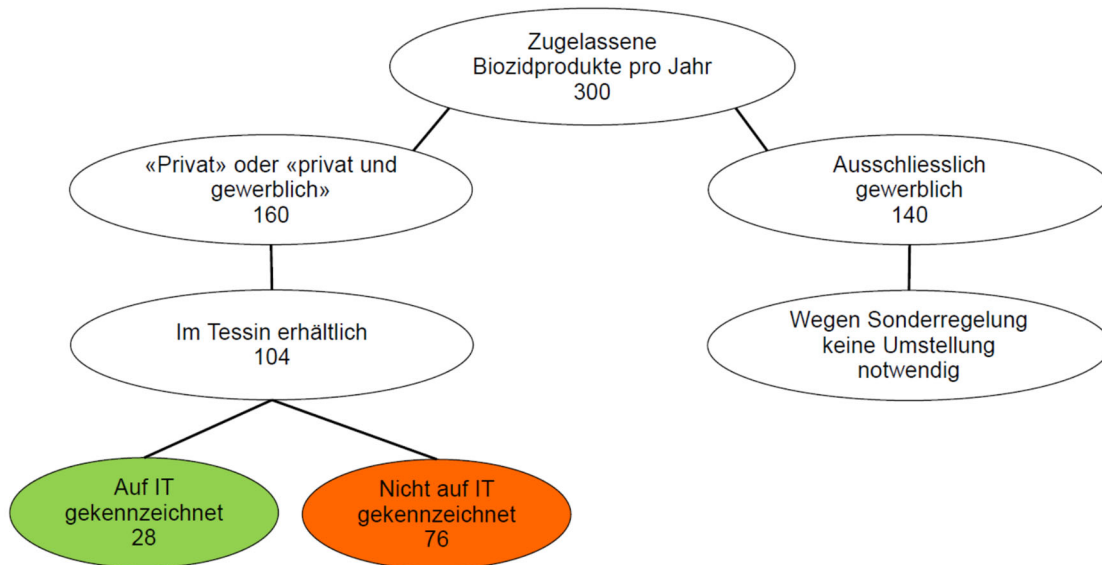 Zugelassene
Biozidprodukte pro Jahr
300
«Privat» oder «privat und
gewerblich»
160
Ausschliesslich
gewerblich
140
Im Tessin erhältlich
104
Wegen Sonderregelung
keine Umstellung
notwendig
Auf IT
gekennzeichnet
28
Nicht auf IT
gekennzeichnet
76